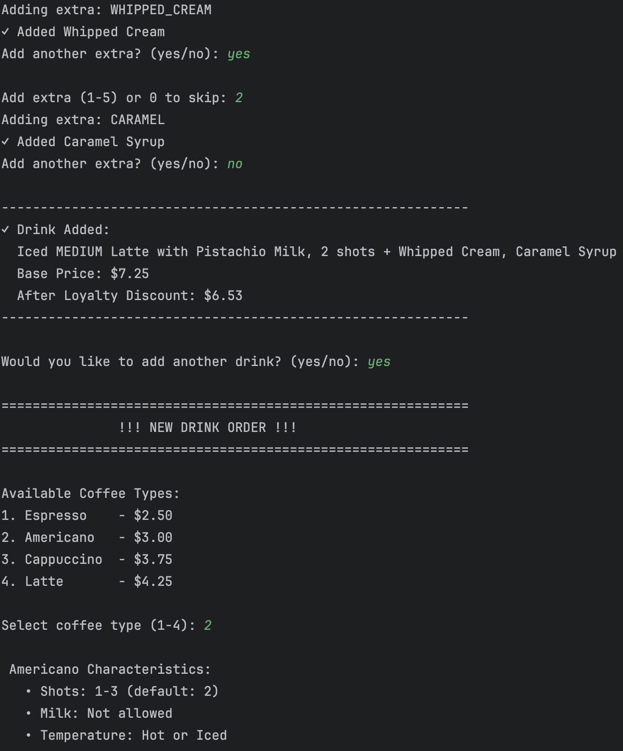 Adding extra: WHIPPED_CREAM
✓ Added Whipped Cream
Add another extra? (yes/no): yes
Add extra (1-5) or 0 to skip: 2
Adding extra: CARAMEL
✓ Added Caramel Syrup
Add another extra? (yes/no): no
------------------------------------------------------------
✓ Drink Added:
Iced MEDIUM Latte with Pistachio Milk, 2 shots + Whipped Cream, Caramel Syrup
Base Price: $7.25
After Loyalty Discount: $6.53
------------------------------------------------------------
Would you like to add another drink? (yes/no): yes
============================================================
!!! NEW DRINK ORDER !!!
============================================================
Available Coffee Types:
1. Espresso    - $2.50
2. Americano   - $3.00
3. Cappuccino  - $3.75
4. Latte       - $4.25
Select coffee type (1-4): 2
Americano Characteristics:
• Shots: 1-3 (default: 2)
• Milk: Not allowed
• Temperature: Hot or Iced